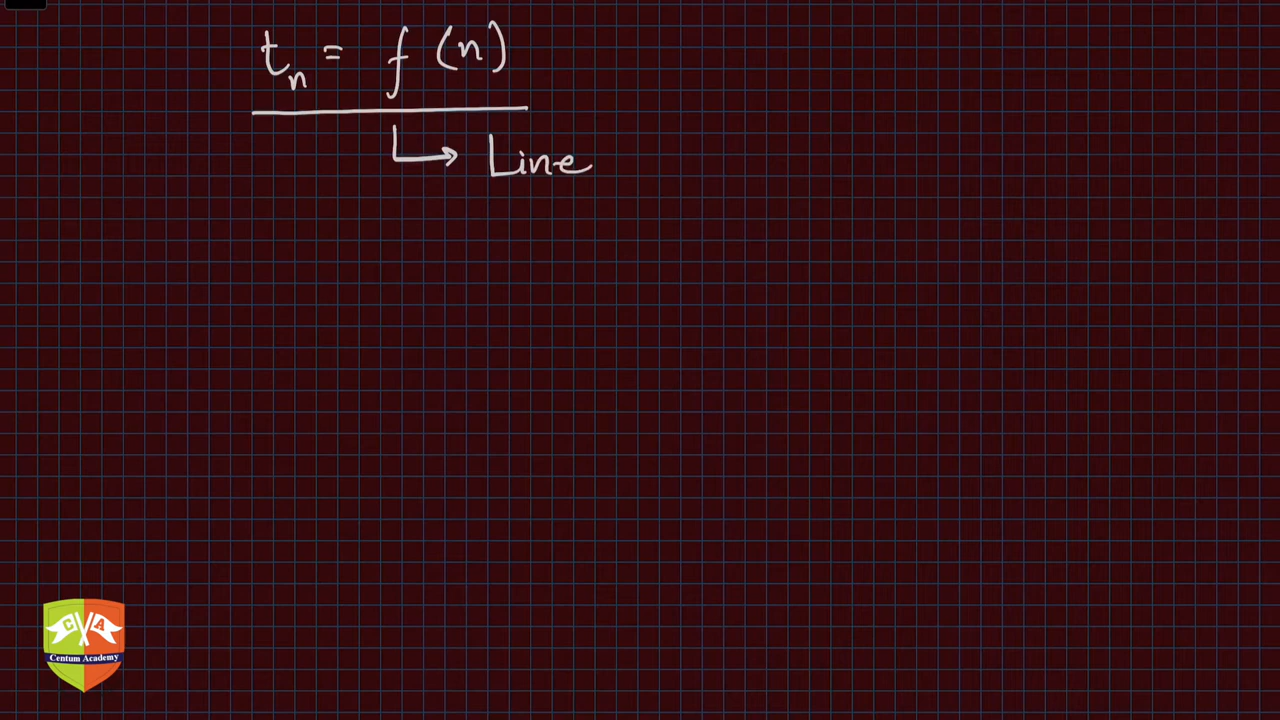 tₙ = f (n)
↳ Line
C A
Centum Academy